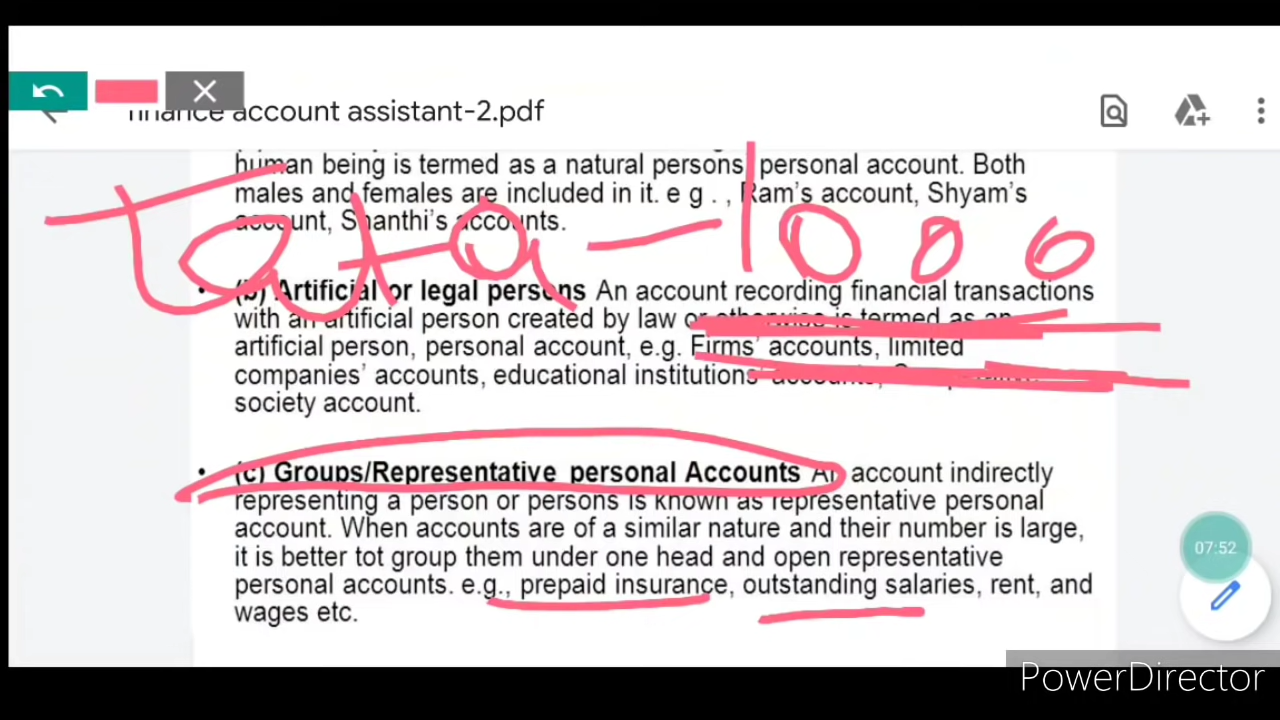 finance account assistant-2.pdf
human being is termed as a natural persons, personal account. Both
males and females are included in it. e g . , Ram's account, Shyam's
account, Shanthi's accounts.
Tata - 1000
• (b) Artificial or legal persons An account recording financial transactions
with an artificial person created by law or otherwise is termed as an
artificial person, personal account, e.g. Firms' accounts, limited
companies' accounts, educational institutions' accounts, Co-operative
society account.
• (c) Groups/Representative personal Accounts An account indirectly
representing a person or persons is known as representative personal
account. When accounts are of a similar nature and their number is large,
it is better tot group them under one head and open representative
personal accounts. e.g., prepaid insurance, outstanding salaries, rent, and
wages etc.
07:52
PowerDirector